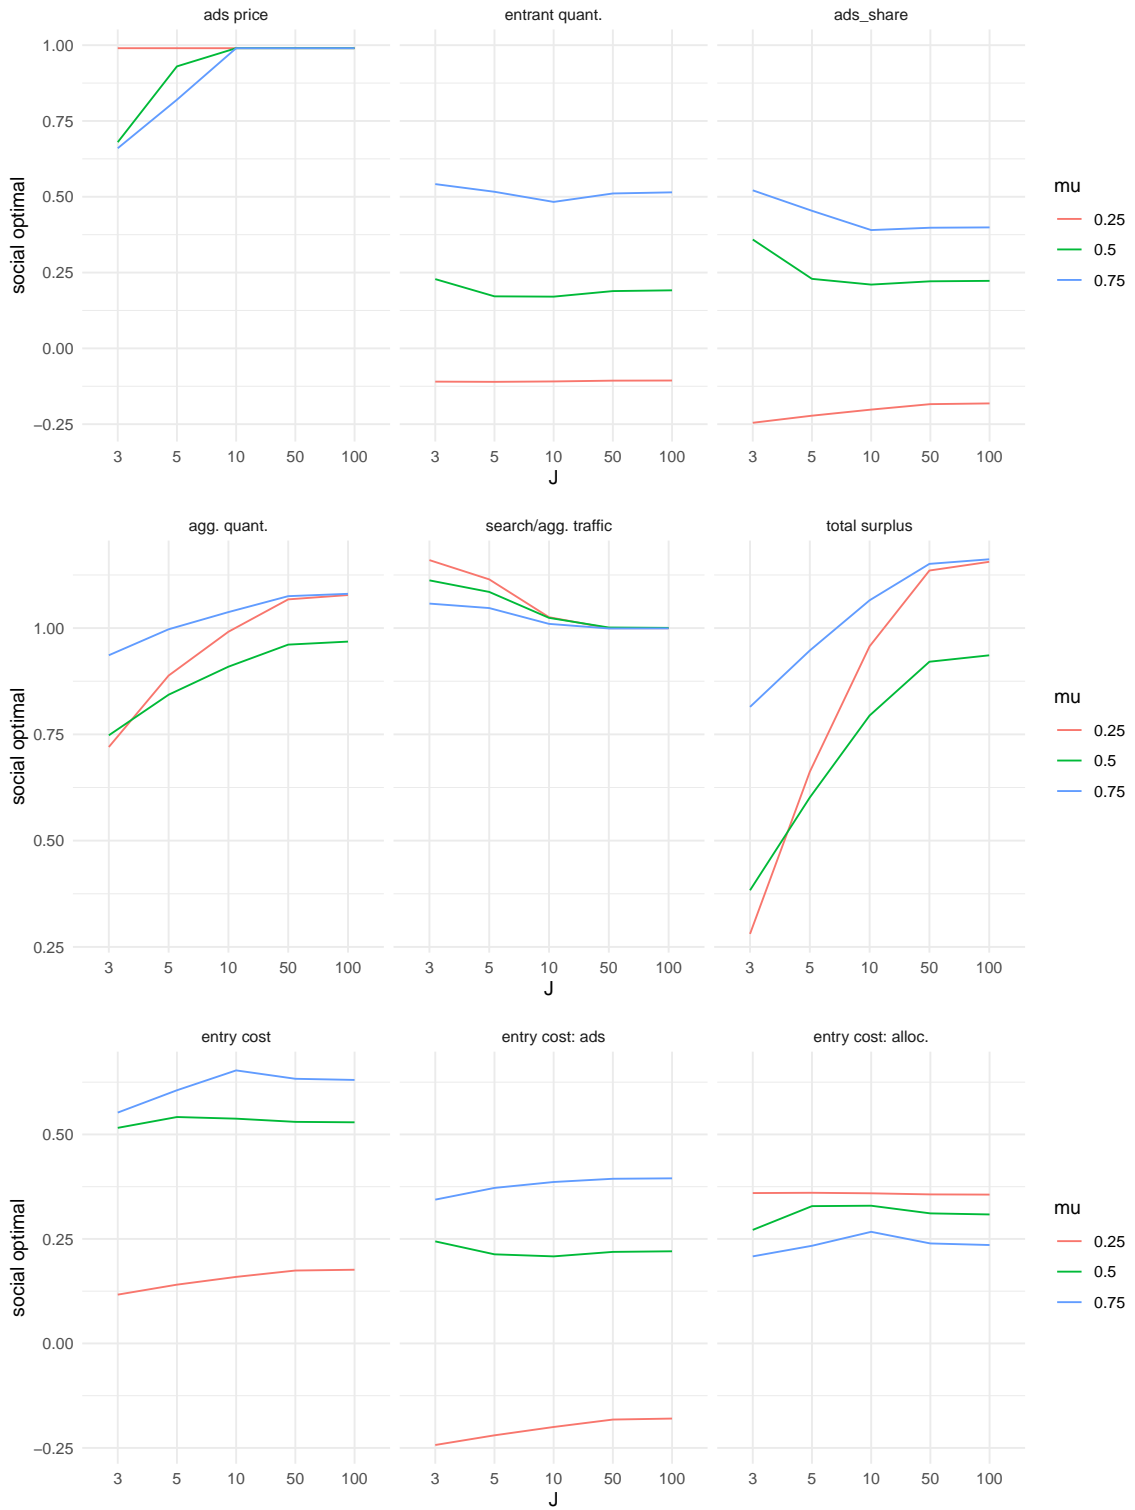 ads price entrant quant. ads_share
1.00
0.75
0.50
0.25
0.00
−0.25
social optimal
3 5 10 50 100 3 5 10 50 100 3 5 10 50 100
J
mu
0.25
0.5
0.75
agg. quant. search/agg. traffic total surplus
1.00
0.75
0.50
0.25
social optimal
3 5 10 50 100 3 5 10 50 100 3 5 10 50 100
J
mu
0.25
0.5
0.75
entry cost entry cost: ads entry cost: alloc.
0.50
0.25
0.00
−0.25
social optimal
3 5 10 50 100 3 5 10 50 100 3 5 10 50 100
J
mu
0.25
0.5
0.75